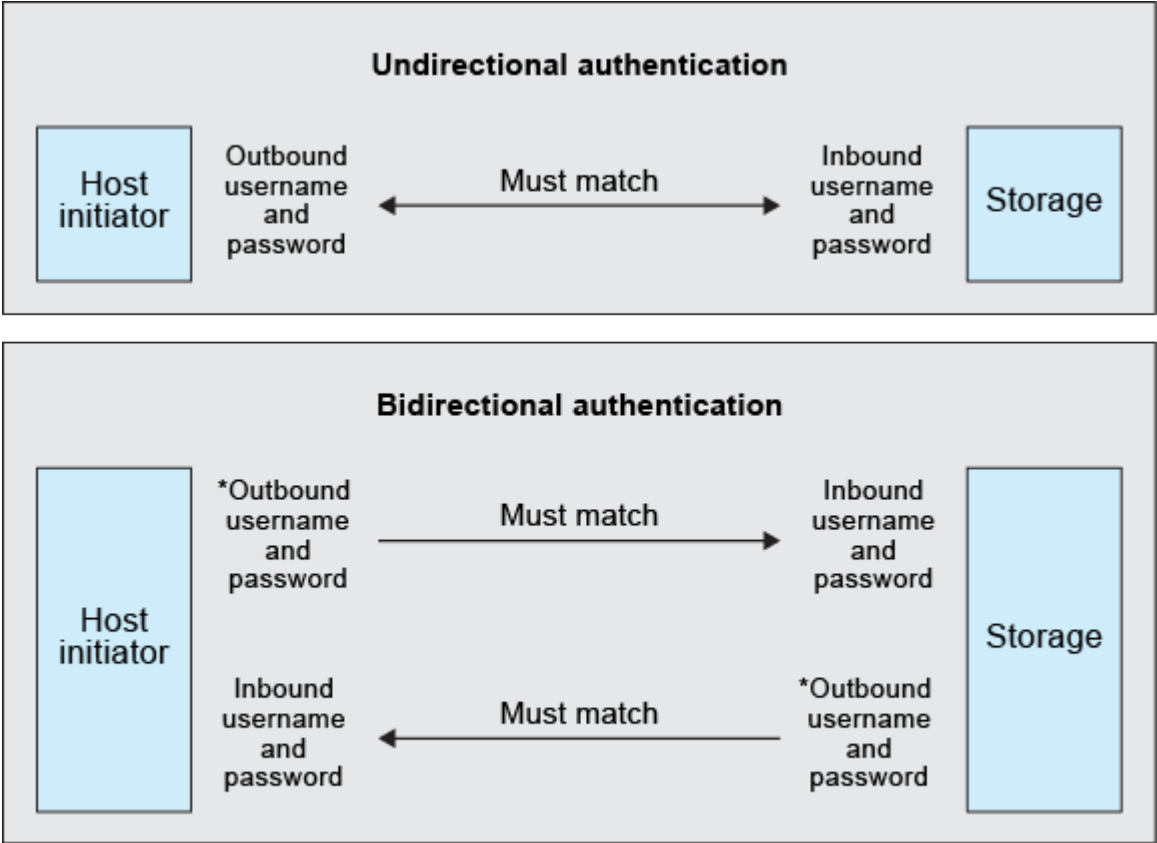 Undirectional authentication
Host
initiator
Outbound
username
and
password
Must match
Inbound
username
and
password
Storage
Bidirectional authentication
Host
initiator
*Outbound
username
and
password
Must match
Inbound
username
and
password
Inbound
username
and
password
Must match
*Outbound
username
and
password
Storage